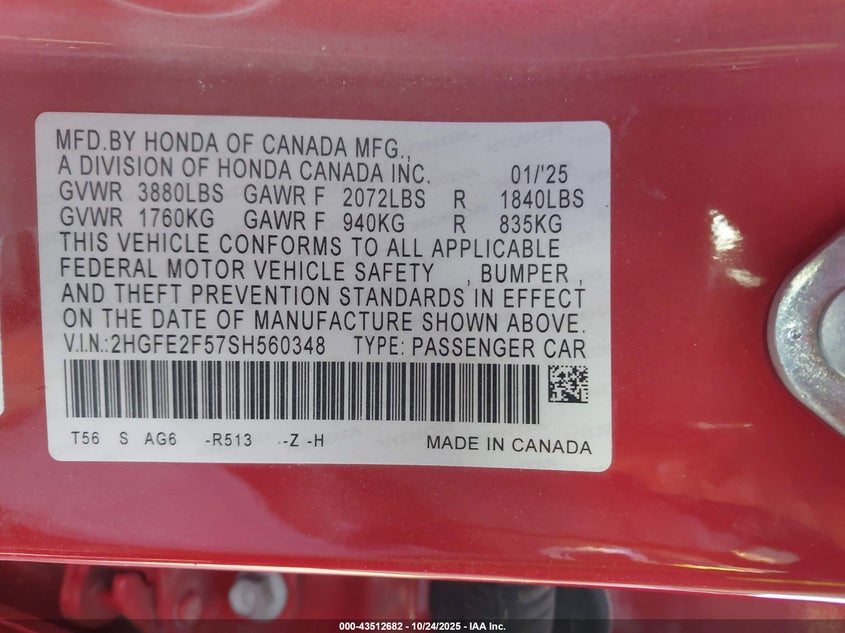 MFD.BY HONDA OF CANADA MFG.,
A DIVISION OF HONDA CANADA INC. 01/'25
GVWR 3880LBS GAWR F 2072LBS R 1840LBS
GVWR 1760KG GAWR F 940KG R 835KG
THIS VEHICLE CONFORMS TO ALL APPLICABLE
FEDERAL MOTOR VEHICLE SAFETY , BUMPER ,
AND THEFT PREVENTION STANDARDS IN EFFECT
ON THE DATE OF MANUFACTURE SHOWN ABOVE.
V.I.N.:2HGFE2F57SH560348 TYPE: PASSENGER CAR
T56 S AG6 -R513 --Z -H MADE IN CANADA
000-43512682 - 10/24/2025 - IAA Inc.